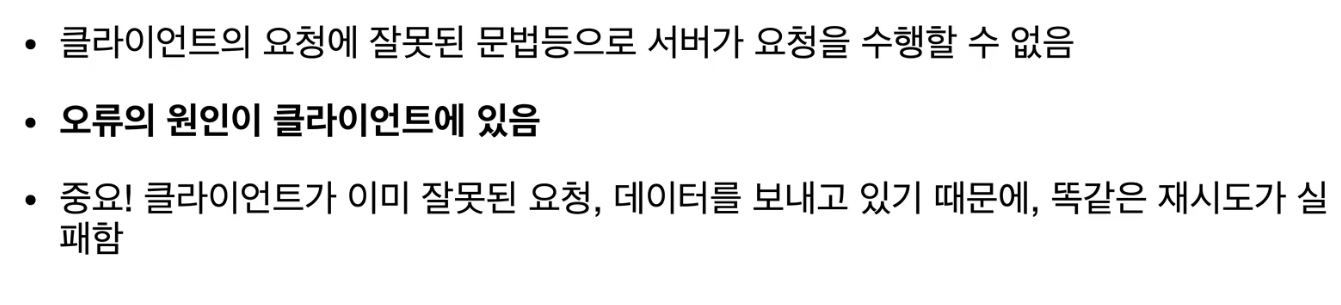 • 클라이언트의 요청에 잘못된 문법등으로 서버가 요청을 수행할 수 없음
• 오류의 원인이 클라이언트에 있음
• 중요! 클라이언트가 이미 잘못된 요청, 데이터를 보내고 있기 때문에, 똑같은 재시도가 실
패함